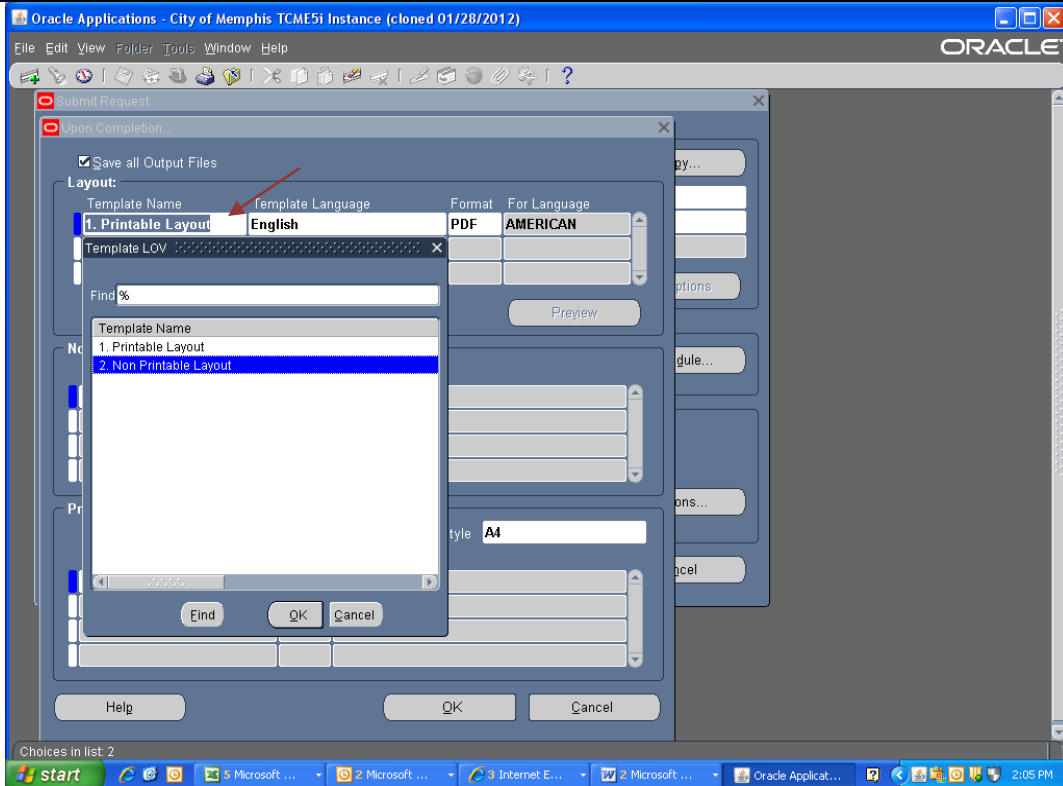 Oracle Applications - City of Memphis TCME5i Instance (cloned 01/28/2012)
File Edit View Folder Tools Window Help
ORACLE
Submit Request
Upon Completion...
Save all Output Files
Layout:
Template Name Template Language Format For Language
1. Printable Layout English PDF AMERICAN
Template LOV
Find %
Template Name
1. Printable Layout
2. Non Printable Layout
Find OK Cancel
Preview
py...
ptions
No
dule...
Pr
ons...
tyle A4
ncel
Help OK Cancel
Choices in list: 2
start 5 Microsoft ... 2 Microsoft ... 3 Internet E... 2 Microsoft ... Oracle Applicat... 2:05 PM